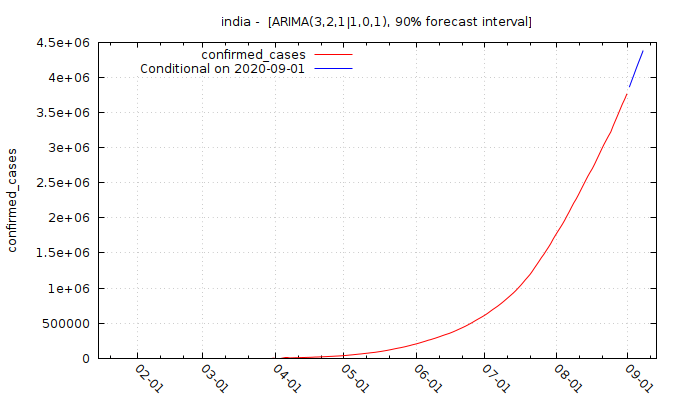 india -  [ARIMA(3,2,1|1,0,1), 90% forecast interval]
confirmed_cases
Conditional on 2020-09-01
4.5e+06
4e+06
3.5e+06
3e+06
2.5e+06
2e+06
1.5e+06
1e+06
500000
0
confirmed_cases
02-01
03-01
04-01
05-01
06-01
07-01
08-01
09-01